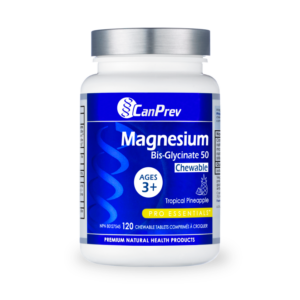 CanPrev
Magnesium
Bis-Glycinate 50
Chewable
AGES
3+
Tropical Pineapple
PRO ESSENTIALS
120 CHEWABLE TABLETS COMPRIMÉS À CROQUER
PREMIUM NATURAL HEALTH PRODUCTS